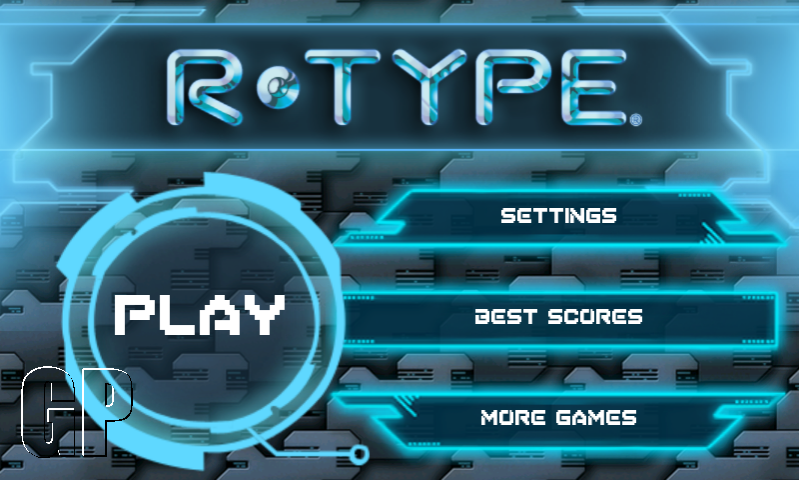 R•TYPE®
SETTINGS
PLAY
BEST SCORES
MORE GAMES
GP